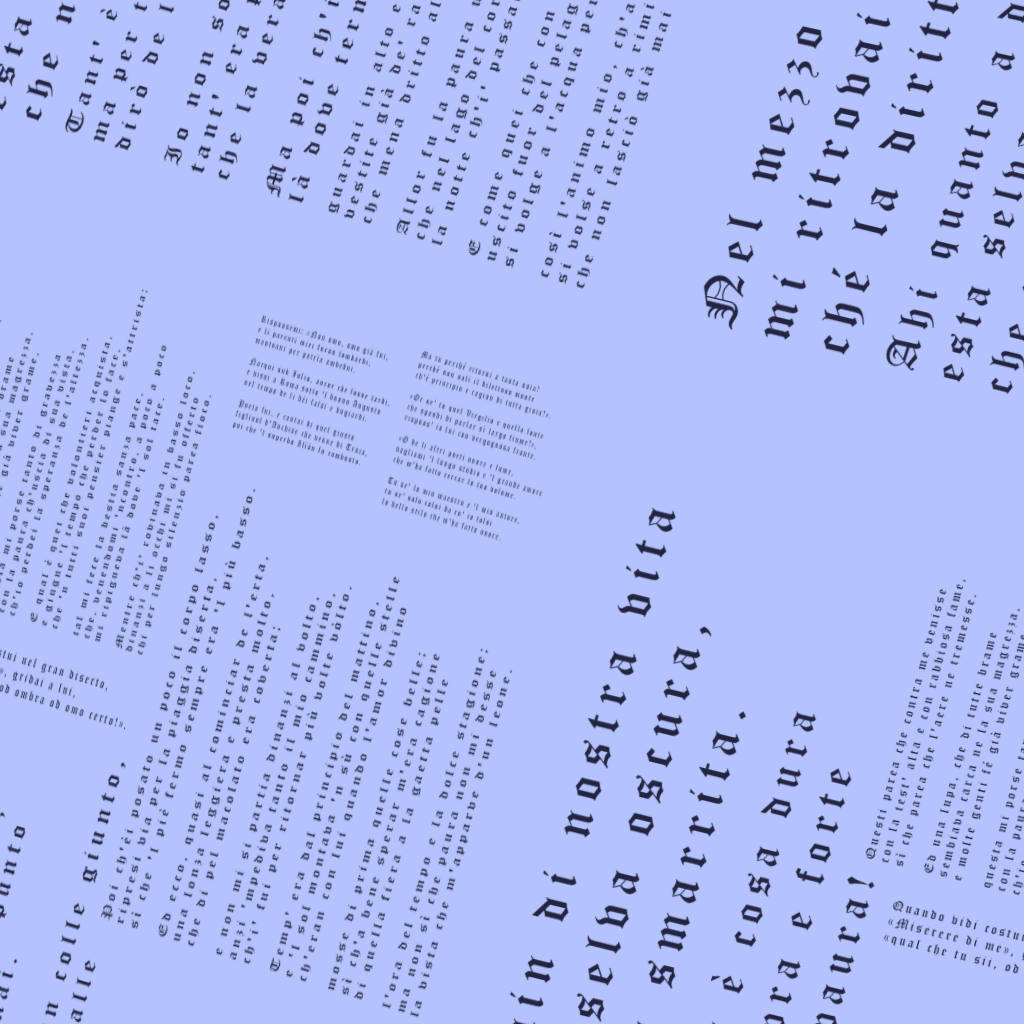 Nel mezzo
mi ritrovai
ché la diritt
Ahi quanto a d
esta selva
che
in di nostra vita
selva oscura,
smarrita.
è cosa dura
ra e forte
paura!
esta
che n
Tant' è
ma per t
dirò de l
Io non so
tant' era p
che la vera
Ma poi ch'i
là dove term
guardai in alto e
vestite già de' ra
che mena dritto al
Allor fu la paura u
che nel lago del cor
la notte ch'i' passa
E come quei che con
uscito fuor del pelag
si volge a l'acqua per
così l'animo mio, ch'a
si volse a retro a rimi
che non lasciò già mai
punto,
n colle giunto,
valle
Poi ch'èi posato un poco il corpo lasso,
ripresi via per la piaggia diserta,
sì che 'l piè fermo sempre era 'l più basso.
Ed ecco, quasi al cominciar de l'erta,
una lonza leggiera e presta molto,
che di pel macolato era coverta;
e non mi si partia dinanzi al volto,
anzi 'mpediva tanto il mio cammino,
ch'i' fui per ritornar più volte vòlto.
Temp' era dal principio del mattino,
e 'l sol montava 'n sù con quelle stelle
ch'eran con lui quando l'amor divino
mosse di prima quelle cose belle;
sì ch'a bene sperar m'era cagione
di quella fiera a la gaetta pelle
l'ora del tempo e la dolce stagione;
ma non sì che paura non mi desse
la vista che m'apparve d'un leone.
Questi parea che contra me venisse
con la test' alta e con rabbiosa fame,
sì che parea che l'aere ne tremesse.
Ed una lupa, che di tutte brame
sembiava carca ne la sua magrezza,
e molte genti fé già viver grame,
questa mi porse tan
con la paur
ch'io
brame
sua magrezza,
già viver grame,
mi porse tanto di gravezza
con la paura ch'uscia di sua vista,
ch'io perdei la speranza de l'altezza.
E qual è quei che volontieri acquista,
e giugne 'l tempo che perder lo face,
che 'n tutti suoi pensier piange e s'attrista;
tal mi fece la bestia sanza pace,
che, venendomi 'ncontro, a poco a poco
mi ripigneva là dove 'l sol tace.
Mentre ch'i' rovinava in basso loco,
dinanzi a li occhi mi si fu offerto
chi per lungo silenzio parea fioco.
Quando vidi costu
«Miserere di me»,
«qual che tu sii, od
stui nel gran diserto,
», gridai a lui,
od ombra od omo certo!».
Rispuosemi: «Non omo, omo già fui,
e li parenti miei furon lombardi,
mantoani per patria ambedui.
Nacqui sub Iulio, ancor che fosse tardi,
e vissi a Roma sotto 'l buono Augusto
nel tempo de li dèi falsi e bugiardi.
Poeta fui, e cantai di quel giusto
figliuol d'Anchise che venne di Troia,
poi che 'l superbo Ilión fu combusto.
Ma tu perché ritorni a tanta noia?
perché non sali il dilettoso monte
ch'è principio e cagion di tutta gioia?».
«Or se' tu quel Virgilio e quella fonte
che spandi di parlar sì largo fiume?»,
rispuos' io lui con vergognosa fronte.
«O de li altri poeti onore e lume,
vagliami 'l lungo studio e 'l grande amore
che m'ha fatto cercar lo tuo volume.
Tu se' lo mio maestro e 'l mio autore,
tu se' solo colui da cu' io tolsi
lo bello stilo che m'ha fatto onore.